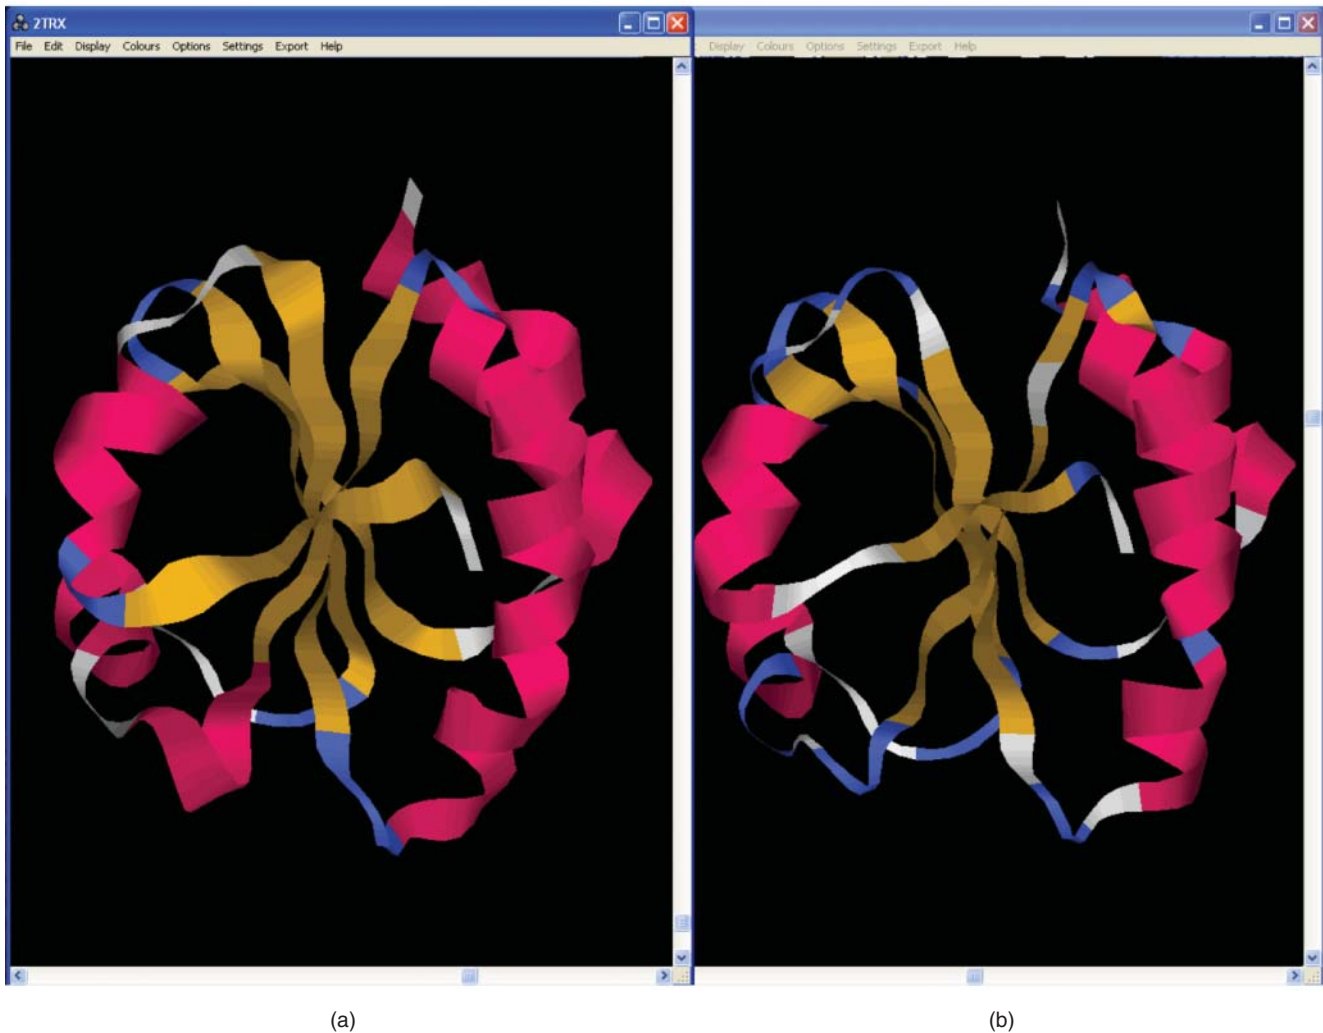 2TRX
File Edit Display Colours Options Settings Export Help
Display Colours Options Settings Export Help
(a) (b)